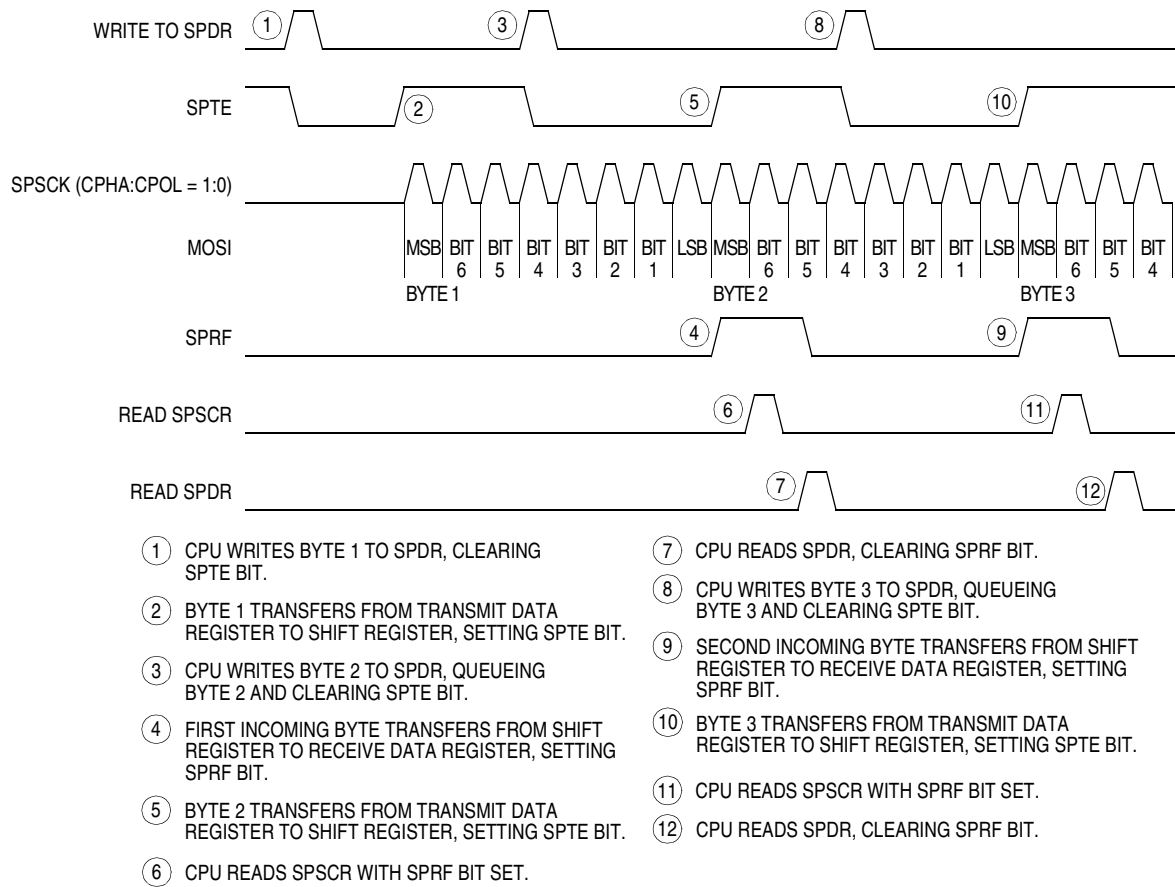 WRITE TO SPDR 1 3 8
SPTE 2 5 10
SPSCK (CPHA:CPOL = 1:0)
MOSI MSB BIT 6 BIT 5 BIT 4 BIT 3 BIT 2 BIT 1 LSB MSB BIT 6 BIT 5 BIT 4 BIT 3 BIT 2 BIT 1 LSB MSB BIT 6 BIT 5 BIT 4
BYTE 1 BYTE 2 BYTE 3
SPRF 4 9
READ SPSCR 6 11
READ SPDR 7 12
1 CPU WRITES BYTE 1 TO SPDR, CLEARING
SPTE BIT.
2 BYTE 1 TRANSFERS FROM TRANSMIT DATA
REGISTER TO SHIFT REGISTER, SETTING SPTE BIT.
3 CPU WRITES BYTE 2 TO SPDR, QUEUEING
BYTE 2 AND CLEARING SPTE BIT.
4 FIRST INCOMING BYTE TRANSFERS FROM SHIFT
REGISTER TO RECEIVE DATA REGISTER, SETTING
SPRF BIT.
5 BYTE 2 TRANSFERS FROM TRANSMIT DATA
REGISTER TO SHIFT REGISTER, SETTING SPTE BIT.
6 CPU READS SPSCR WITH SPRF BIT SET.
7 CPU READS SPDR, CLEARING SPRF BIT.
8 CPU WRITES BYTE 3 TO SPDR, QUEUEING
BYTE 3 AND CLEARING SPTE BIT.
9 SECOND INCOMING BYTE TRANSFERS FROM SHIFT
REGISTER TO RECEIVE DATA REGISTER, SETTING
SPRF BIT.
10 BYTE 3 TRANSFERS FROM TRANSMIT DATA
REGISTER TO SHIFT REGISTER, SETTING SPTE BIT.
11 CPU READS SPSCR WITH SPRF BIT SET.
12 CPU READS SPDR, CLEARING SPRF BIT.